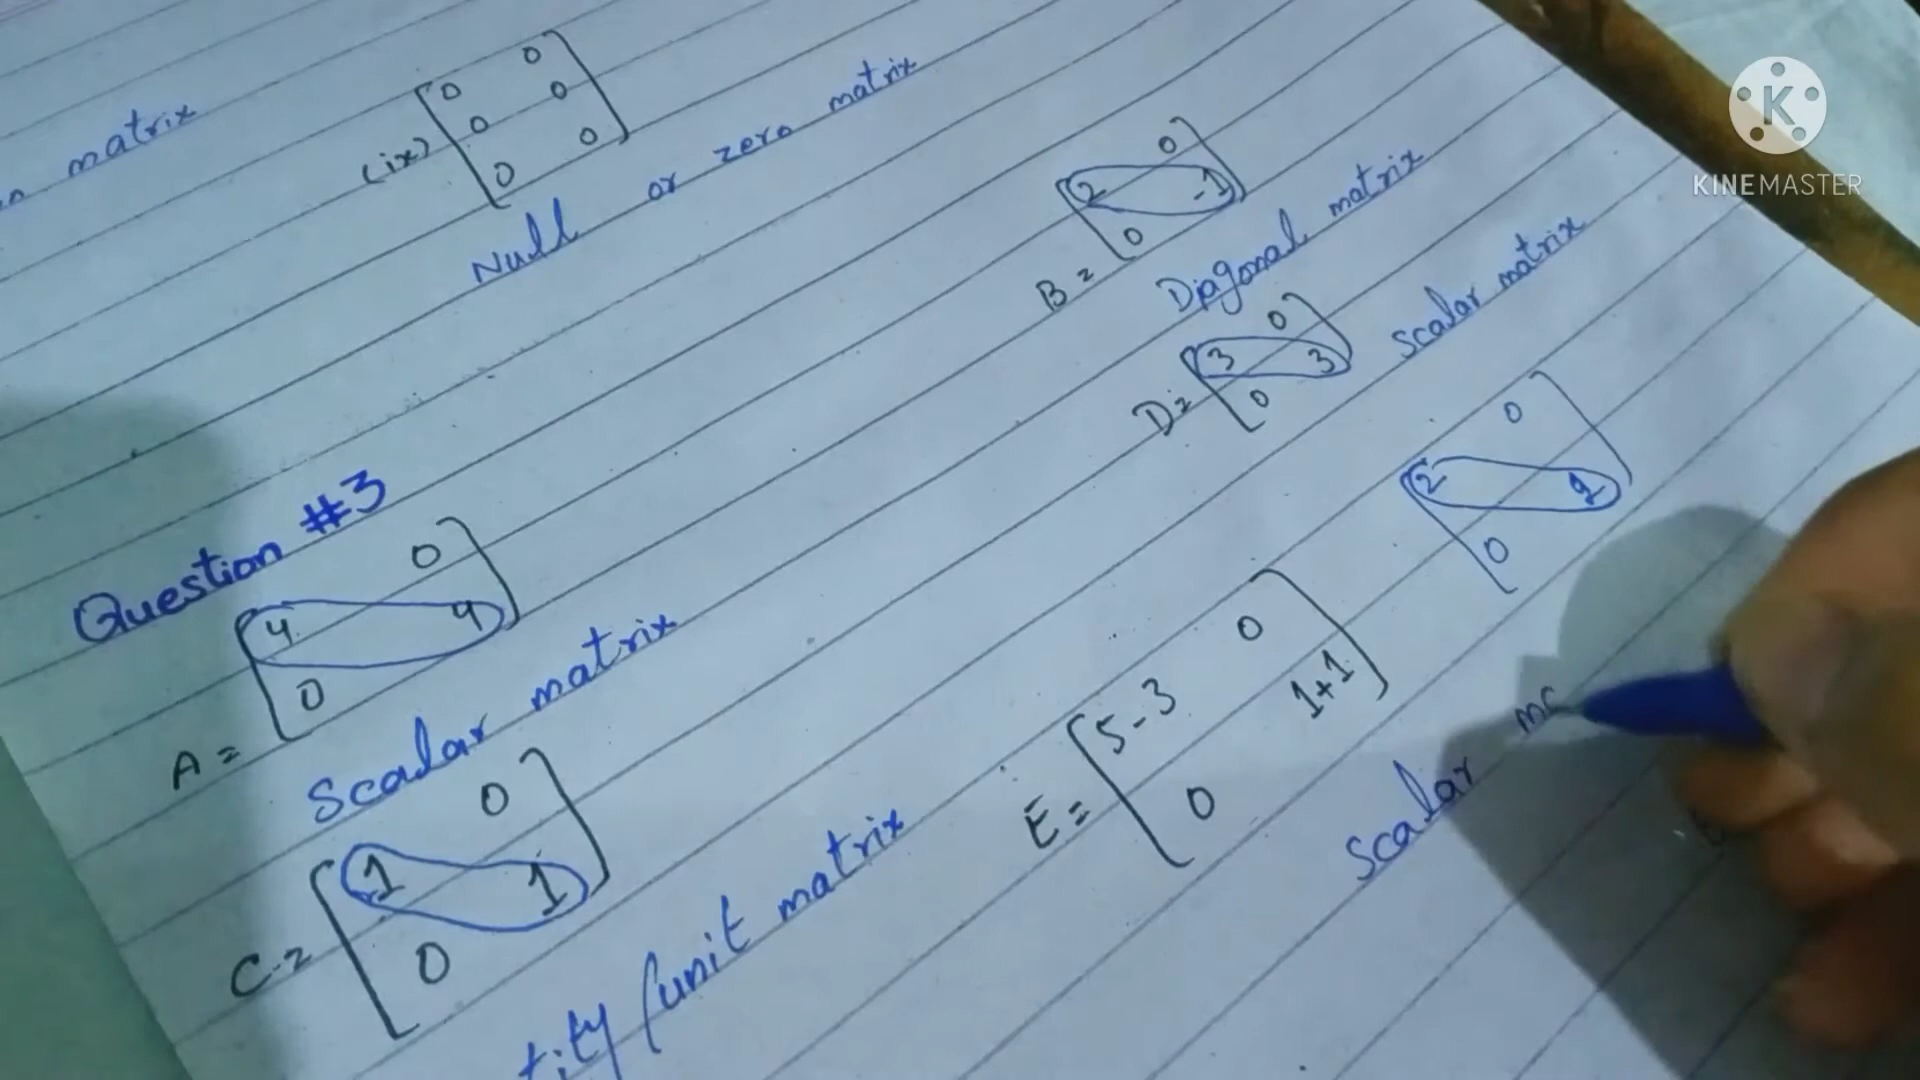 matrix
(ix) [0 0
0 0
0 0]
Null or zero matrix
Question #3
A = [4 0
0 4]
Scalar matrix
B = [2 0
0 -1]
Diagonal matrix
C = [1 0
0 1]
tity/unit matrix
D = [3 0
0 3]
Scalar matrix
E = [5-3 0
0 1+1]
[2 0
0 2]
Scalar ma
KINEMASTER